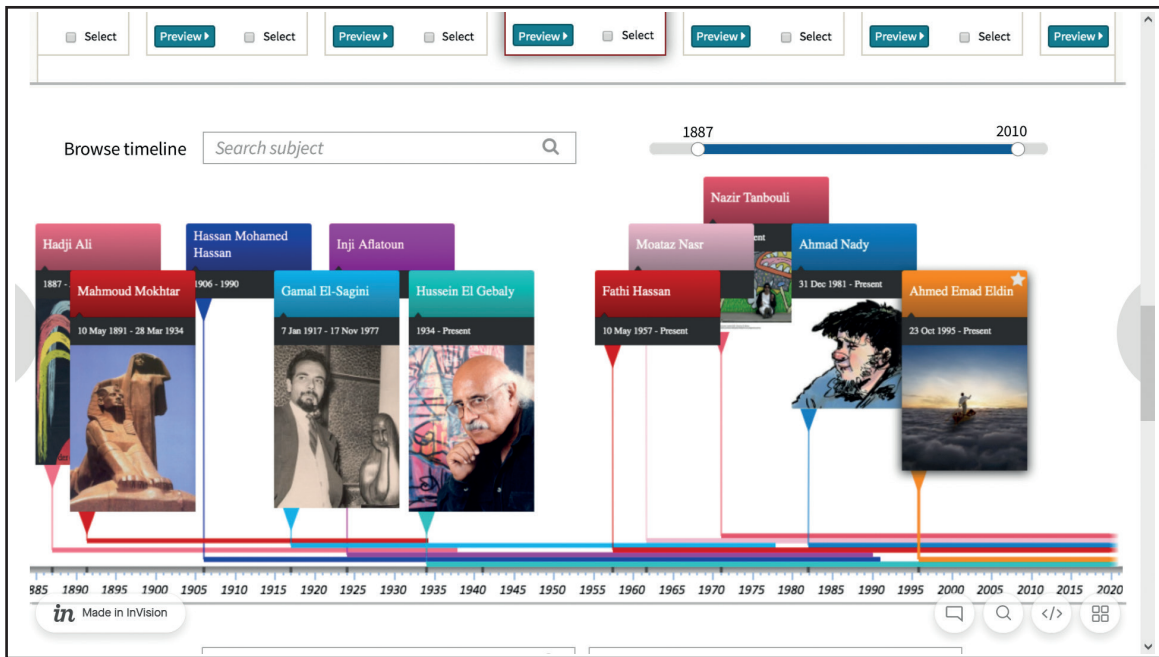 Select
Preview
Select
Preview
Select
Preview
Select
Preview
Select
Preview
Select
Preview
Browse timeline
Search subject
1887
2010
Nazir Tanbouli
Hadji Ali
Hassan Mohamed
Hassan
Inji Aflatoun
Moataz Nasr
Ahmad Nady
1887 -
1906 - 1990
31 Dec 1981 - Present
Mahmoud Mokhtar
Gamal El-Sagini
Hussein El Gebaly
Fathi Hassan
Ahmed Emad Eldin
10 May 1891 - 28 Mar 1934
7 Jan 1917 - 17 Nov 1977
1934 - Present
10 May 1957 - Present
23 Oct 1995 - Present
885 1890 1895 1900 1905 1910 1915 1920 1925 1930 1935 1940 1945 1950 1955 1960 1965 1970 1975 1980 1985 1990 1995 2000 2005 2010 2015 2020
in Made in InVision